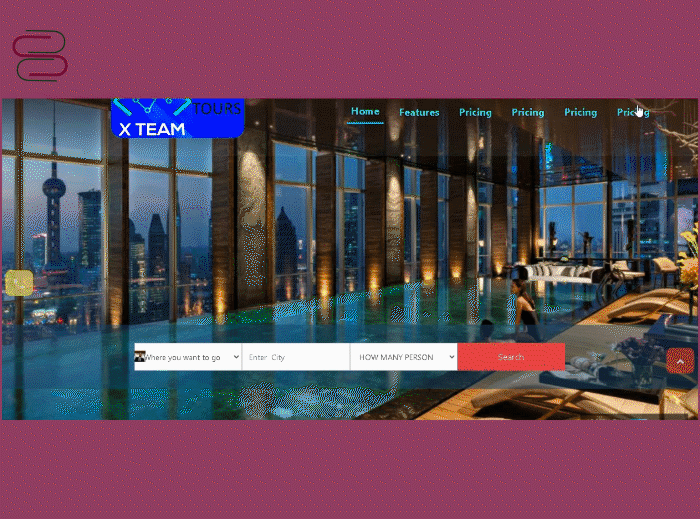 TOURS
X TEAM
Home Features Pricing Pricing Pricing Pricing
Where you want to go Enter City HOW MANY PERSON Search